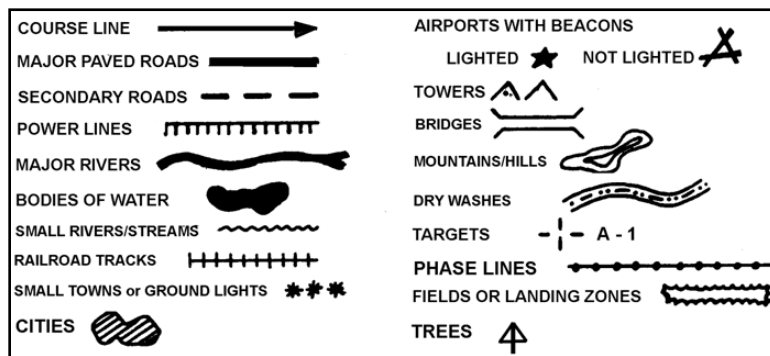 COURSE LINE
MAJOR PAVED ROADS
SECONDARY ROADS
POWER LINES
MAJOR RIVERS
BODIES OF WATER
SMALL RIVERS/STREAMS
RAILROAD TRACKS
SMALL TOWNS or GROUND LIGHTS
CITIES
AIRPORTS WITH BEACONS
LIGHTED NOT LIGHTED
TOWERS
BRIDGES
MOUNTAINS/HILLS
DRY WASHES
TARGETS A - 1
PHASE LINES
FIELDS OR LANDING ZONES
TREES